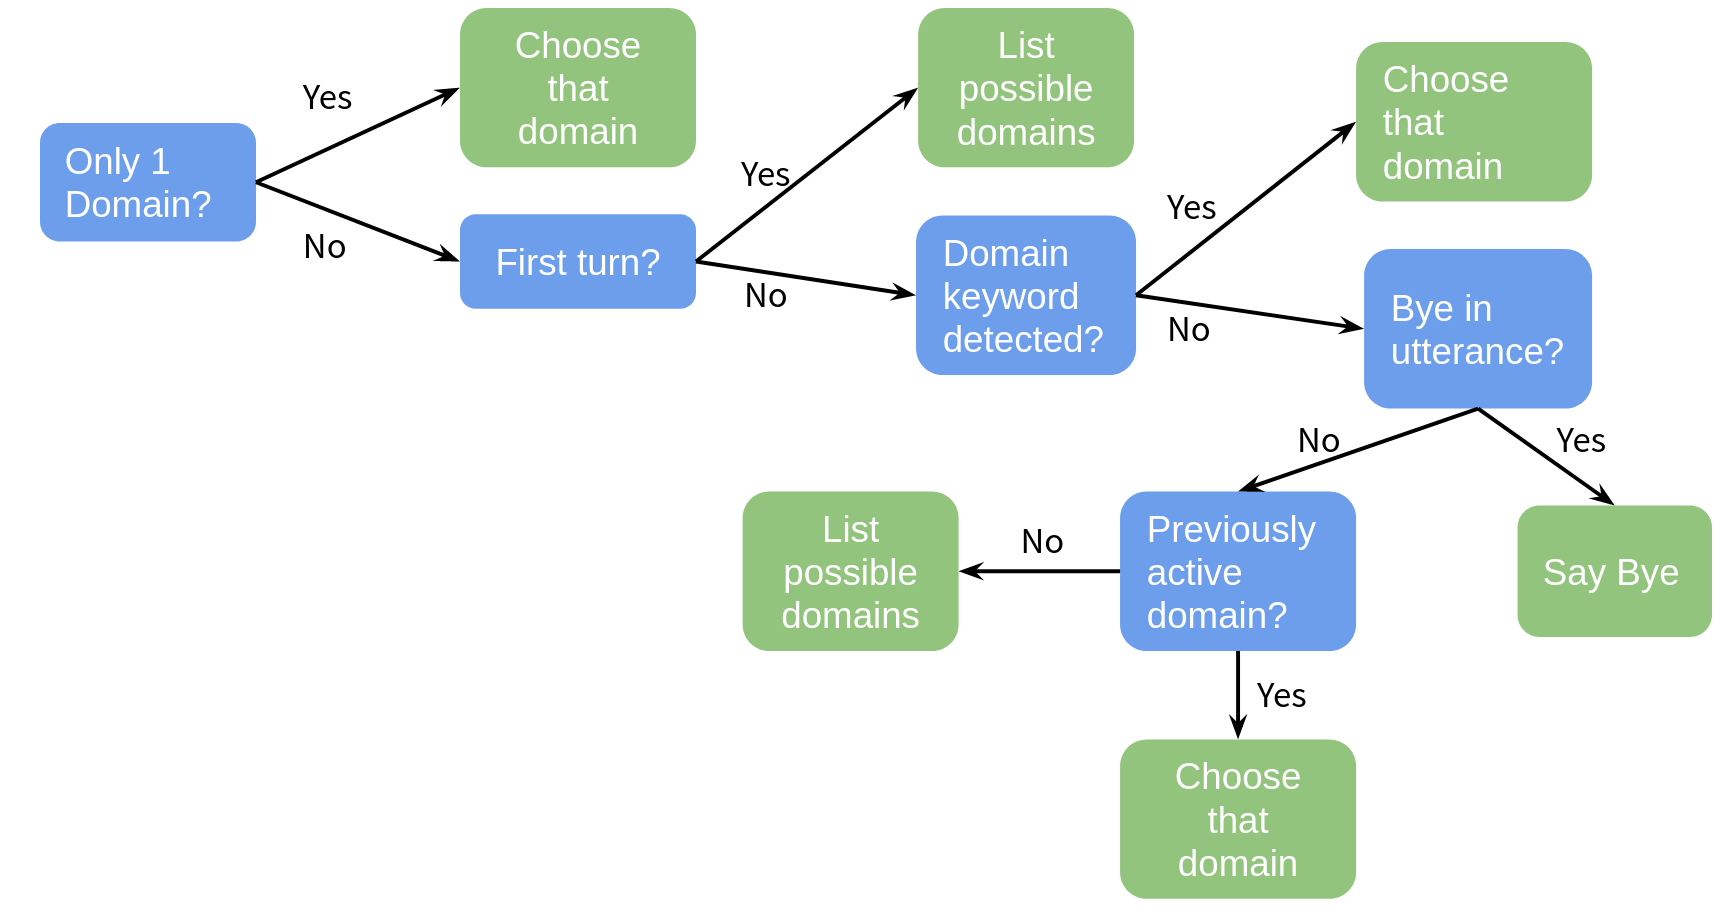 Only 1
Domain?
Yes
No
Choose
that
domain
First turn?
Yes
No
List
possible
domains
Domain
keyword
detected?
Yes
No
Choose
that
domain
Bye in
utterance?
No
Yes
Previously
active
domain?
Say Bye
No
List
possible
domains
Yes
Choose
that
domain